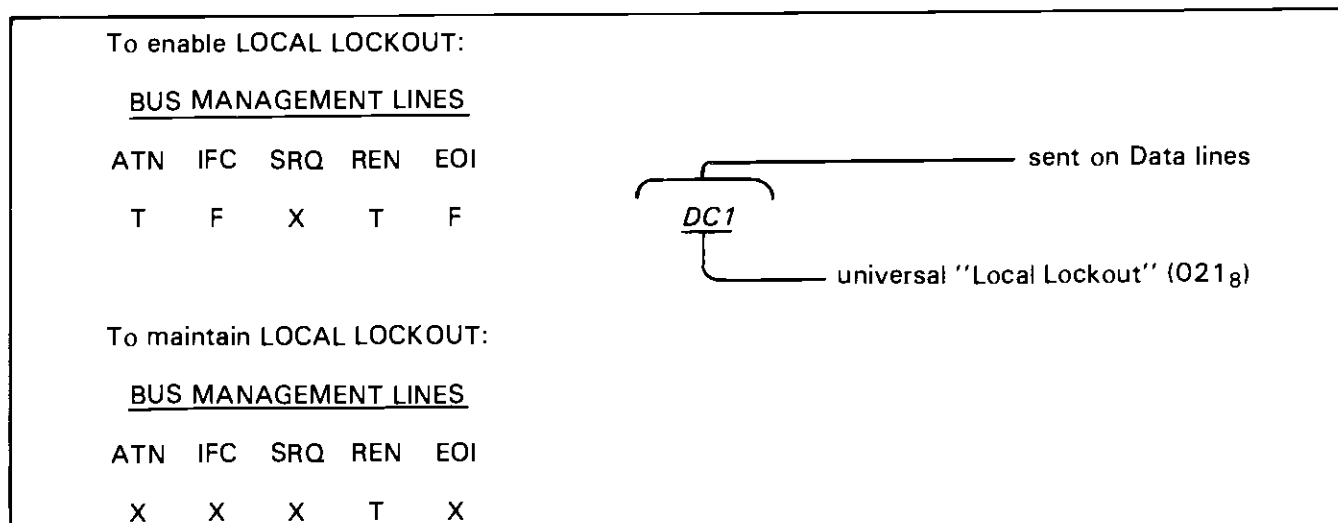 To enable LOCAL LOCKOUT:
BUS MANAGEMENT LINES
ATN IFC SRQ REN EOI
sent on Data lines
T F X T F
DC1
universal "Local Lockout" (021₈)
To maintain LOCAL LOCKOUT:
BUS MANAGEMENT LINES
ATN IFC SRQ REN EOI
X X X T X